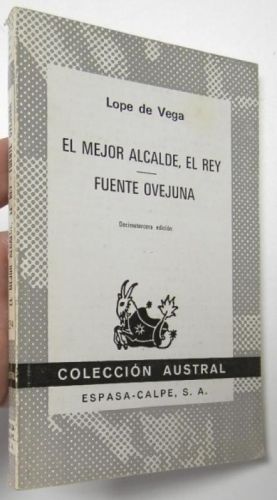 Lope de Vega
EL MEJOR ALCALDE, EL REY
FUENTE OVEJUNA
Decimotercera edición
COLECCIÓN AUSTRAL
ESPASA-CALPE, S. A.